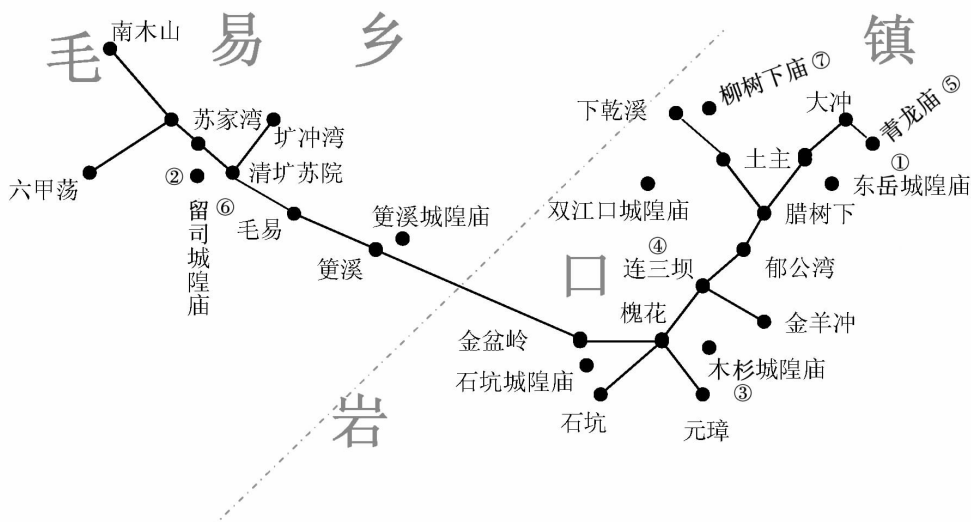 毛易乡
镇
南木山
苏家湾
圹冲湾
六甲荡
②
清圹苏院
留司城隍庙
⑥
毛易
筻溪城隍庙
筻溪
下乾溪
柳树下庙⑦
大冲
青龙庙⑤
土主
①
东岳城隍庙
双江口城隍庙
腊树下
④
连三坝
郁公湾
口
槐花
金羊冲
金盆岭
石坑城隍庙
木杉城隍庙
③
岩
石坑
元璋